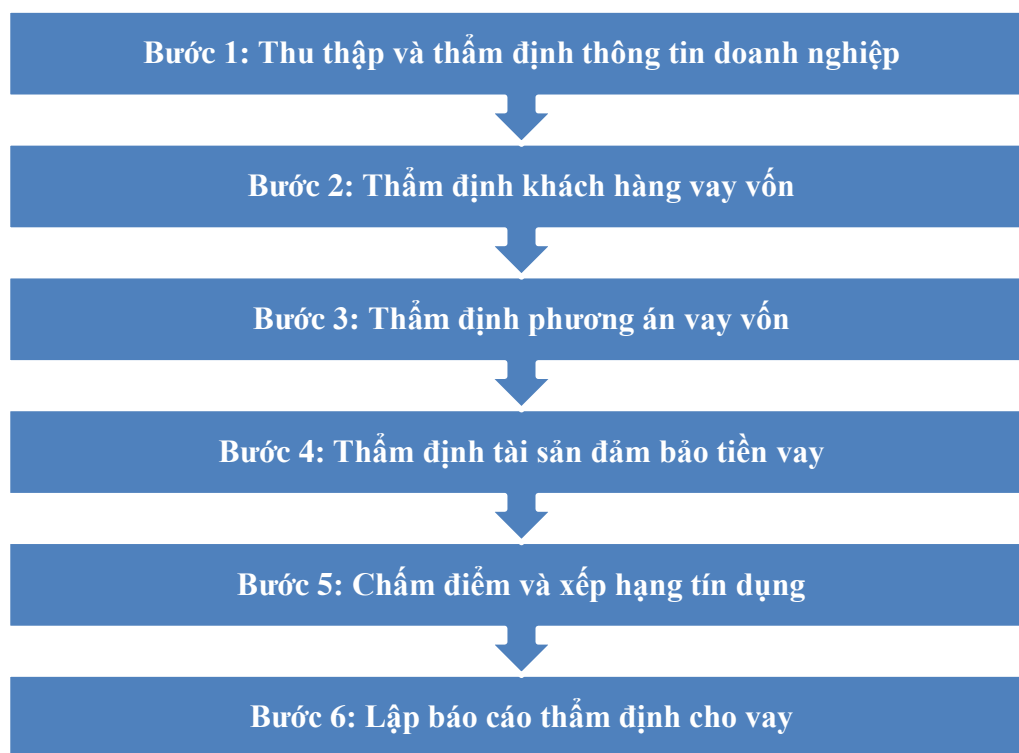 Bước 1: Thu thập và thẩm định thông tin doanh nghiệp
Bước 2: Thẩm định khách hàng vay vốn
Bước 3: Thẩm định phương án vay vốn
Bước 4: Thẩm định tài sản đảm bảo tiền vay
Bước 5: Chấm điểm và xếp hạng tín dụng
Bước 6: Lập báo cáo thẩm định cho vay